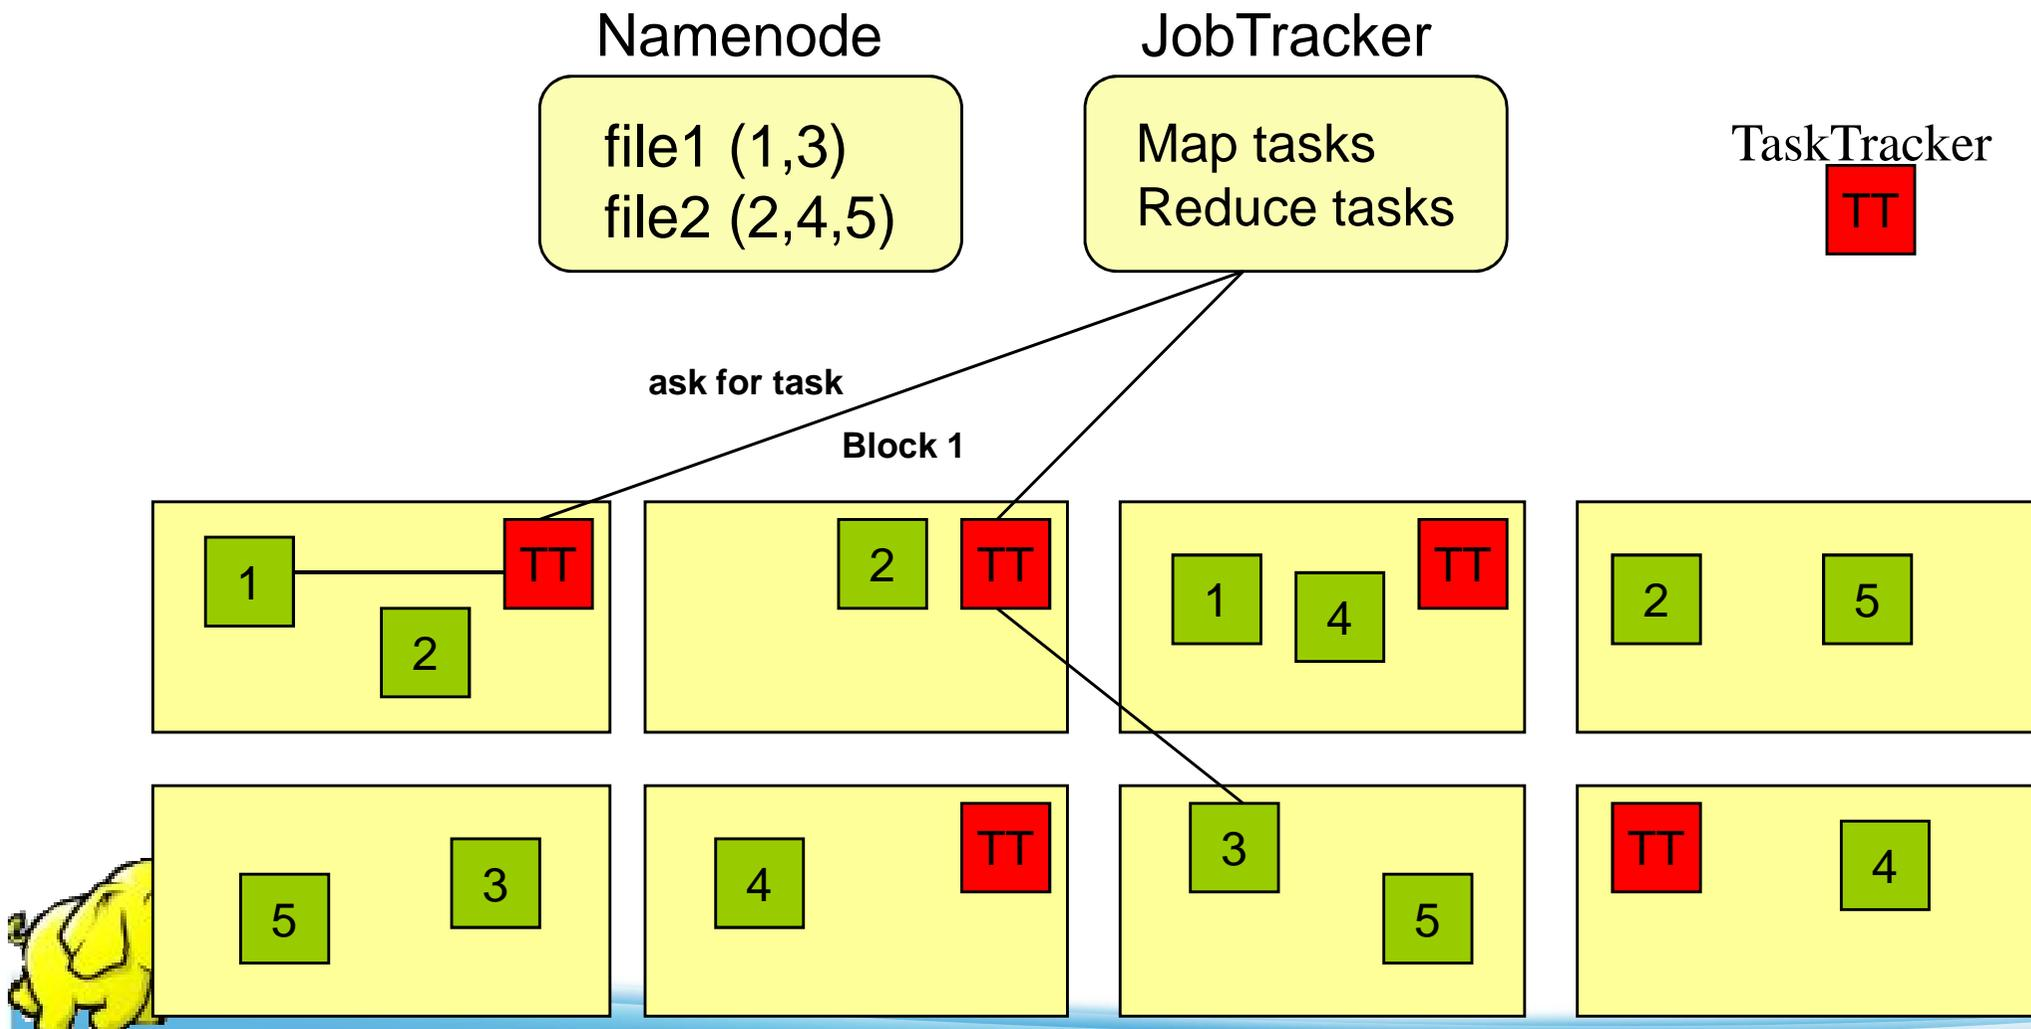 Namenode
JobTracker
file1 (1,3)
file2 (2,4,5)
Map tasks
Reduce tasks
TaskTracker
TT
ask for task
Block 1
1
2
TT
2
TT
1
4
TT
2
5
5
3
4
TT
3
5
TT
4